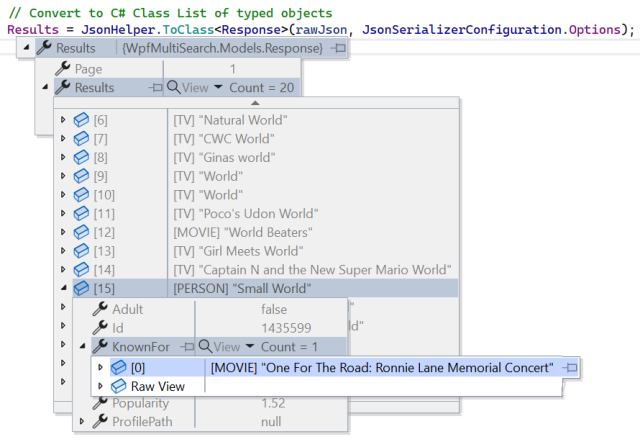 // Convert to C# Class List of typed objects
Results = JsonHelper.ToClass<Response>(rawJson, JsonSerializerConfiguration.Options);
Results {WpfMultiSearch.Models.Response}
Page 1
Results View Count = 20
[6] [TV] "Natural World"
[7] [TV] "CWC World"
[8] [TV] "Ginas world"
[9] [TV] "World"
[10] [TV] "World"
[11] [TV] "Poco's Udon World"
[12] [MOVIE] "World Beaters"
[13] [TV] "Girl Meets World"
[14] [TV] "Captain N and the New Super Mario World"
[15] [PERSON] "Small World"
Adult false
Id 1435599
KnownFor View Count = 1
[0] [MOVIE] "One For The Road: Ronnie Lane Memorial Concert"
Raw View
Popularity 1.52
ProfilePath null